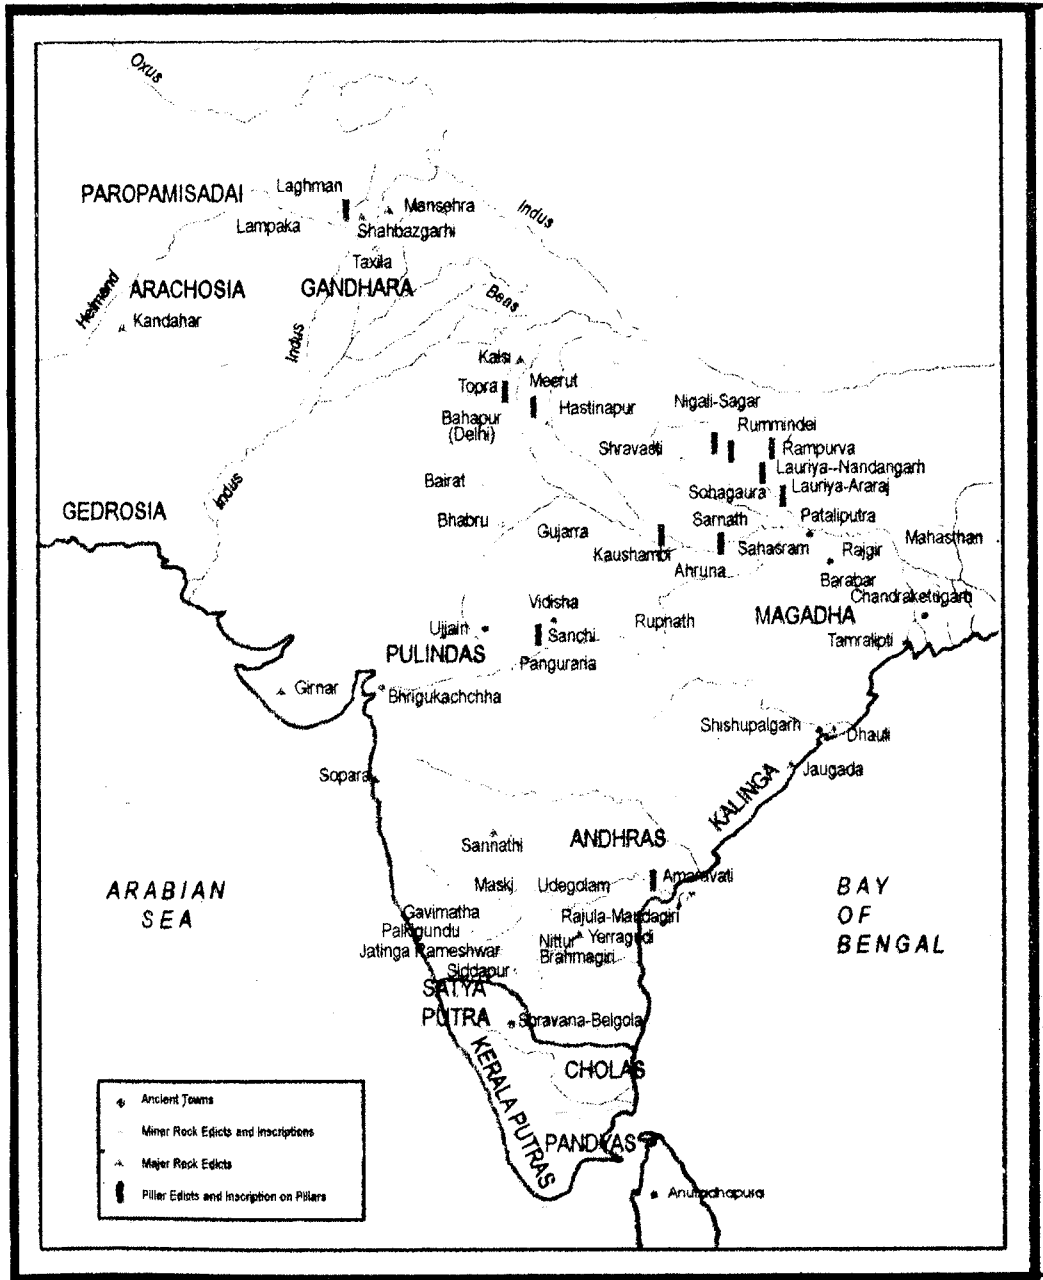 Oxus
PAROPAMISADAI
Laghman
Mansehra
Indus
Lampaka
Shahbazgarhi
Taxila
Helmand
ARACHOSIA
GANDHARA
Beas
Kandahar
Indus
Kalsi
Topra
Meerut
Hastinapur
Bahapur
(Delhi)
Nigali-Sagar
Rummindei
Shravasti
Rampurva
Lauriya--Nandangarh
Bairat
Indus
Sohagaura
Lauriya-Araraj
GEDROSIA
Bhabru
Gujarra
Sarnath
Pataliputra
Kaushambi
Sahasram
Rajgir
Mahasthan
Ahruna
Barabar
Chandraketugarh
Vidisha
Rupnath
MAGADHA
Ujjain
Sanchi
Tamralipti
PULINDAS
Panguraria
Girnar
Bhrigukachchha
Shishupalgarh
Dhauli
Sopara
Jaugada
KALINGA
Sannathi
ANDHRAS
Maski
Udegolam
Amaravati
ARABIAN
SEA
BAY
OF
BENGAL
Gavimatha
Rajula-Mandagiri
Palkigundu
Nittur
Yerragudi
Jatinga Rameshwar
Brahmagiri
Siddapur
SATYA
PUTRA
Shravana-Belgola
KERALA PUTRAS
CHOLAS
PANDYAS
Anuradhapura
Ancient Towns
Miner Rock Edicts and Inscriptions
Major Rock Edicts
Piller Edicts and Inscription on Pillars